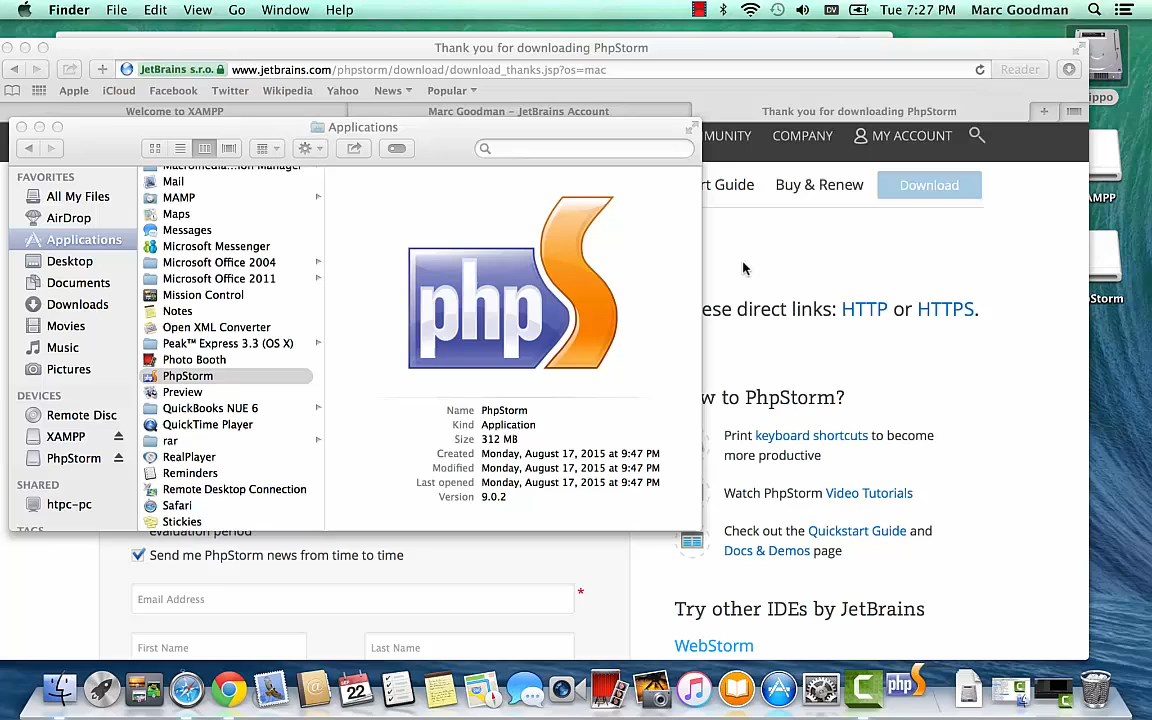 Finder File Edit View Go Window Help
DV Tue 7:27 PM Marc Goodman
Thank you for downloading PhpStorm
JetBrains s.r.o. www.jetbrains.com/phpstorm/download/download_thanks.jsp?os=mac Reader
Apple iCloud Facebook Twitter Wikipedia Yahoo News Popular
Welcome to XAMPP Marc Goodman – JetBrains Account Thank you for downloading PhpStorm
Applications
MUNITY COMPANY MY ACCOUNT
rt Guide Buy & Renew Download
ese direct links: HTTP or HTTPS.
w to PhpStorm?
Print keyboard shortcuts to become
more productive
Watch PhpStorm Video Tutorials
Check out the Quickstart Guide and
Docs & Demos page
Try other IDEs by JetBrains
WebStorm
FAVORITES
All My Files
AirDrop
Applications
Desktop
Documents
Downloads
Movies
Music
Pictures
DEVICES
Remote Disc
XAMPP
PhpStorm
SHARED
htpc-pc
TAGS
Macromedia...ion Manager
Mail
MAMP
Maps
Messages
Microsoft Messenger
Microsoft Office 2004
Microsoft Office 2011
Mission Control
Notes
Open XML Converter
Peak™ Express 3.3 (OS X)
Photo Booth
PhpStorm
Preview
QuickBooks NUE 6
QuickTime Player
rar
RealPlayer
Reminders
Remote Desktop Connection
Safari
Stickies
php
Name PhpStorm
Kind Application
Size 312 MB
Created Monday, August 17, 2015 at 9:47 PM
Modified Monday, August 17, 2015 at 9:47 PM
Last opened Monday, August 17, 2015 at 9:47 PM
Version 9.0.2
evaluation period
Send me PhpStorm news from time to time
Email Address *
First Name Last Name
ppo
AMPP
Storm
22
php